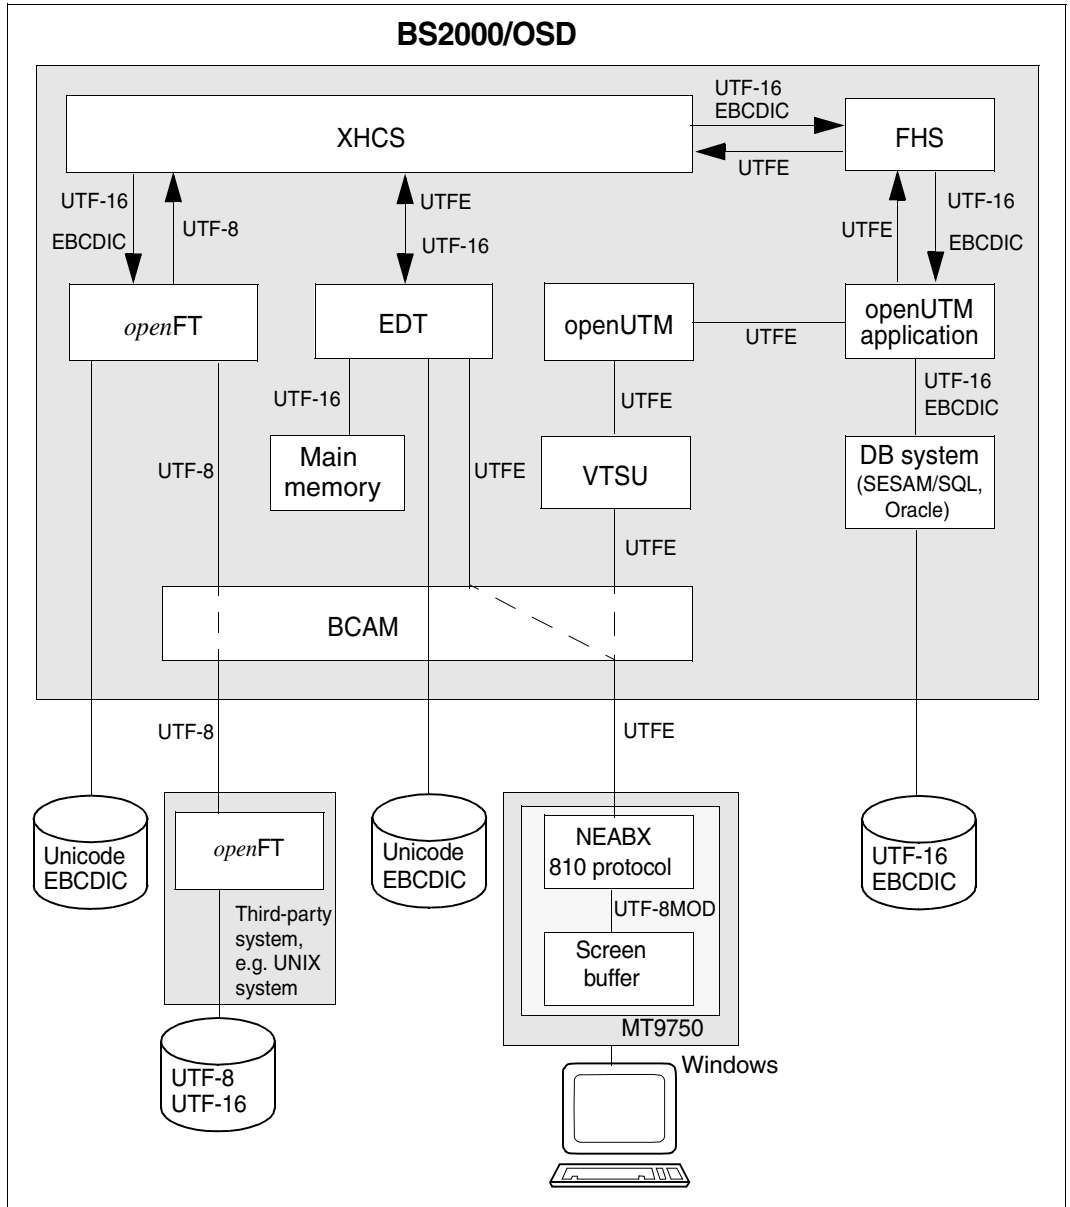 BS2000/OSD
UTF-16
EBCDIC
XHCS
FHS
UTFE
UTF-16
EBCDIC
UTF-8
UTFE
UTF-16
UTFE
UTF-16
EBCDIC
openFT
EDT
openUTM
UTFE
openUTM
application
UTF-16
UTFE
UTF-16
EBCDIC
UTF-8
Main
memory
UTFE
VTSU
DB system
(SESAM/SQL,
Oracle)
UTFE
BCAM
UTF-8
UTFE
Unicode
EBCDIC
openFT
Third-party
system,
e.g. UNIX
system
Unicode
EBCDIC
NEABX
810 protocol
UTF-8MOD
Screen
buffer
MT9750
UTF-16
EBCDIC
UTF-8
UTF-16
Windows